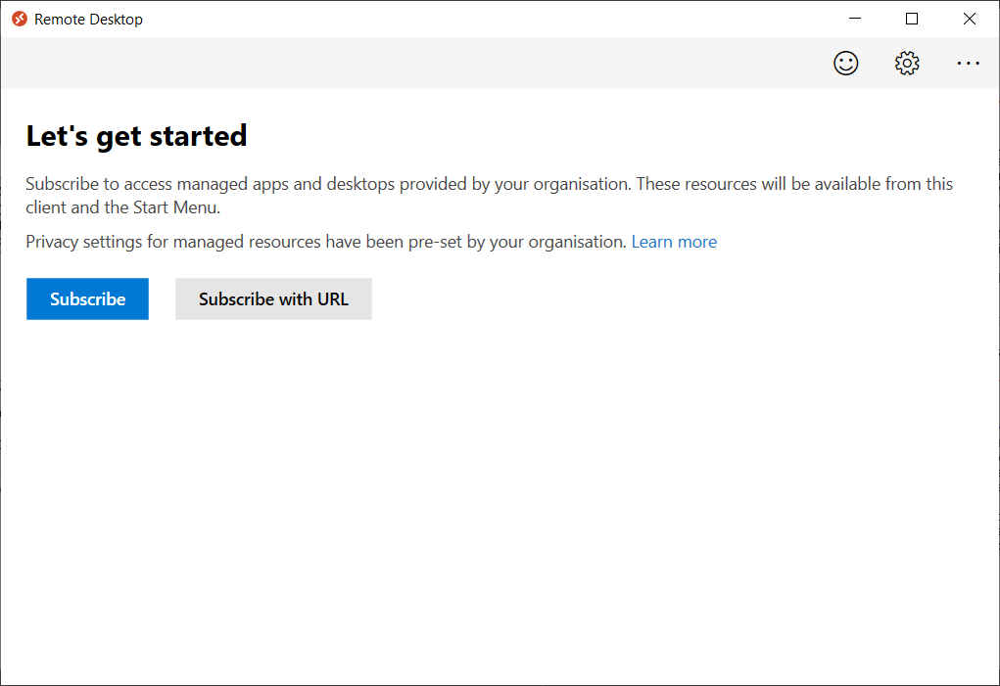 Remote Desktop
Let's get started
Subscribe to access managed apps and desktops provided by your organisation. These resources will be available from this
client and the Start Menu.
Privacy settings for managed resources have been pre-set by your organisation. Learn more
Subscribe
Subscribe with URL